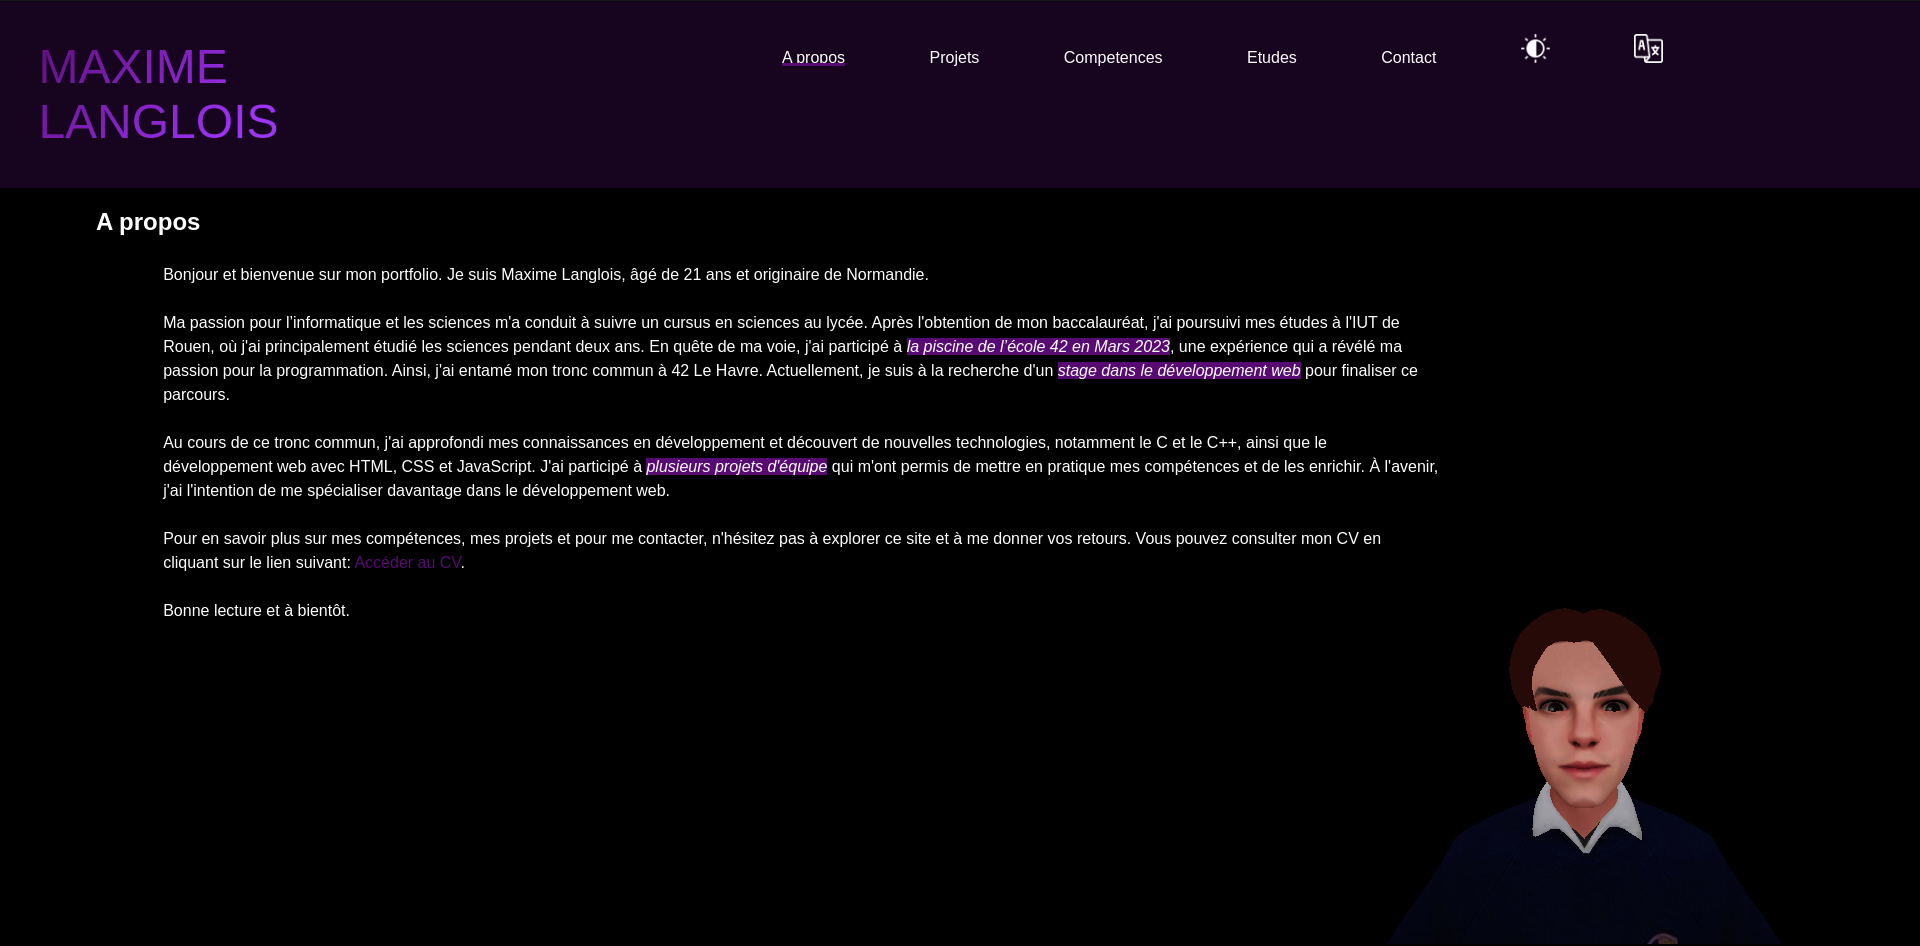 MAXIME
LANGLOIS
A propos
Projets
Competences
Etudes
Contact
A propos
Bonjour et bienvenue sur mon portfolio. Je suis Maxime Langlois, âgé de 21 ans et originaire de Normandie.
Ma passion pour l’informatique et les sciences m'a conduit à suivre un cursus en sciences au lycée. Après l'obtention de mon baccalauréat, j'ai poursuivi mes études à l'IUT de
Rouen, où j'ai principalement étudié les sciences pendant deux ans. En quête de ma voie, j'ai participé à la piscine de l’école 42 en Mars 2023, une expérience qui a révélé ma
passion pour la programmation. Ainsi, j'ai entamé mon tronc commun à 42 Le Havre. Actuellement, je suis à la recherche d'un stage dans le développement web pour finaliser ce
parcours.
Au cours de ce tronc commun, j'ai approfondi mes connaissances en développement et découvert de nouvelles technologies, notamment le C et le C++, ainsi que le
développement web avec HTML, CSS et JavaScript. J'ai participé à plusieurs projets d'équipe qui m'ont permis de mettre en pratique mes compétences et de les enrichir. À l'avenir,
j'ai l'intention de me spécialiser davantage dans le développement web.
Pour en savoir plus sur mes compétences, mes projets et pour me contacter, n'hésitez pas à explorer ce site et à me donner vos retours. Vous pouvez consulter mon CV en
cliquant sur le lien suivant: Accéder au CV.
Bonne lecture et à bientôt.